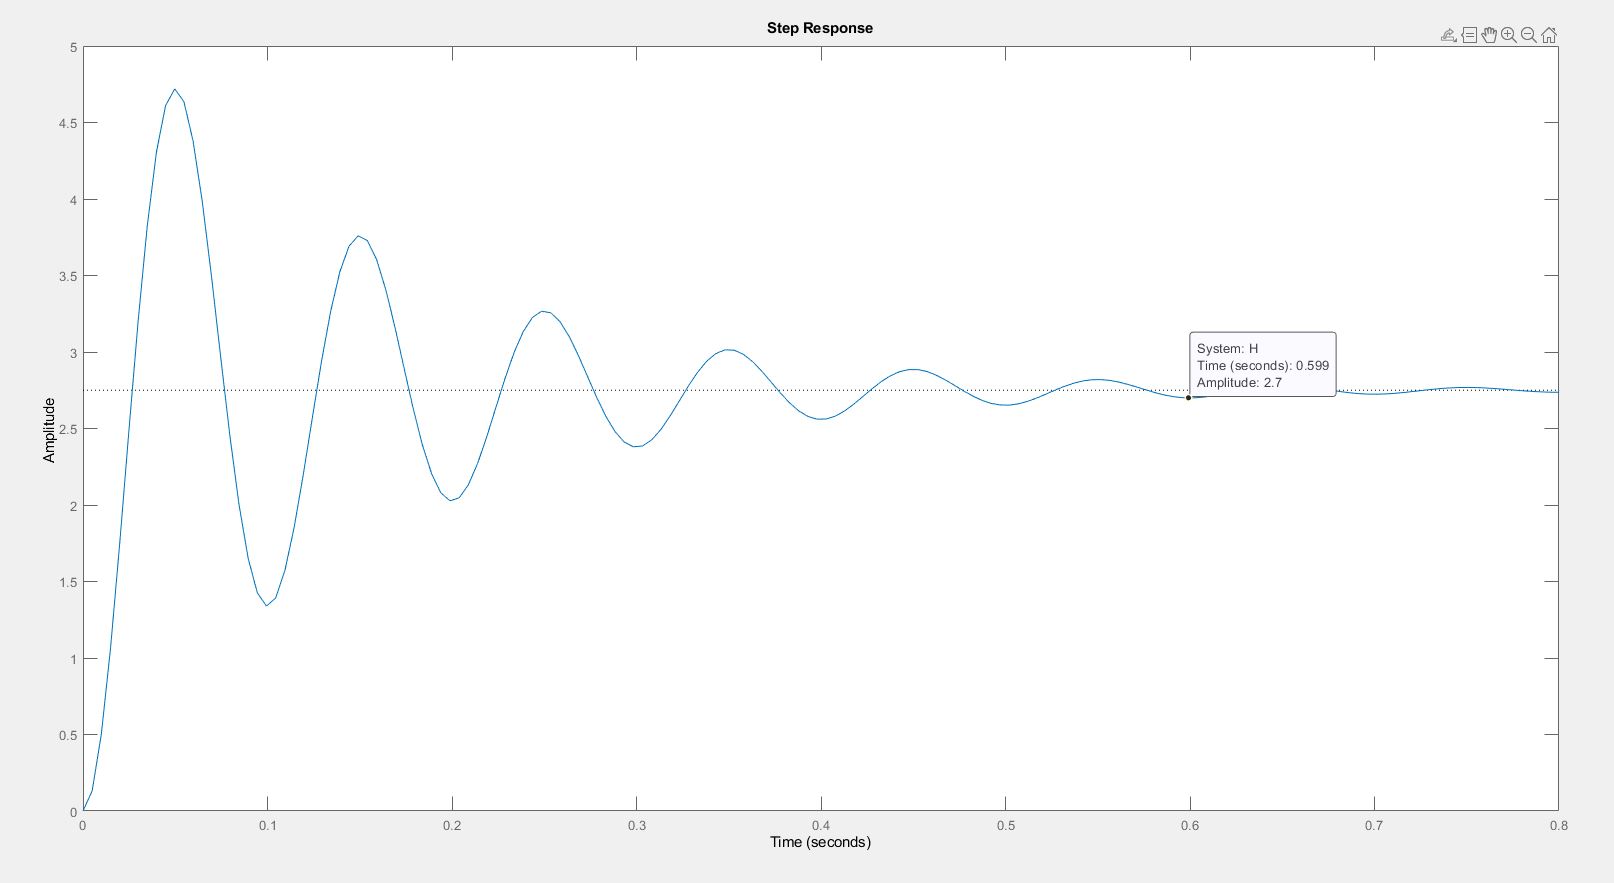 Step Response
5
4.5
4
3.5
3
2.5
2
1.5
1
0.5
0
Amplitude
System: H
Time (seconds): 0.599
Amplitude: 2.7
0 0.1 0.2 0.3 0.4 0.5 0.6 0.7 0.8
Time (seconds)